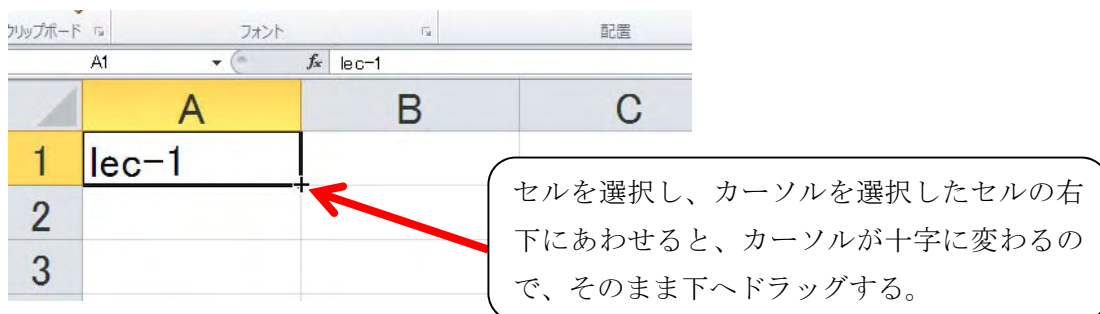 クリップボード フォント 配置
A1 fx lec-1
A B C
1 lec-1
2
3
セルを選択し、カーソルを選択したセルの右
下にあわせると、カーソルが十字に変わるの
で、そのまま下へドラッグする。